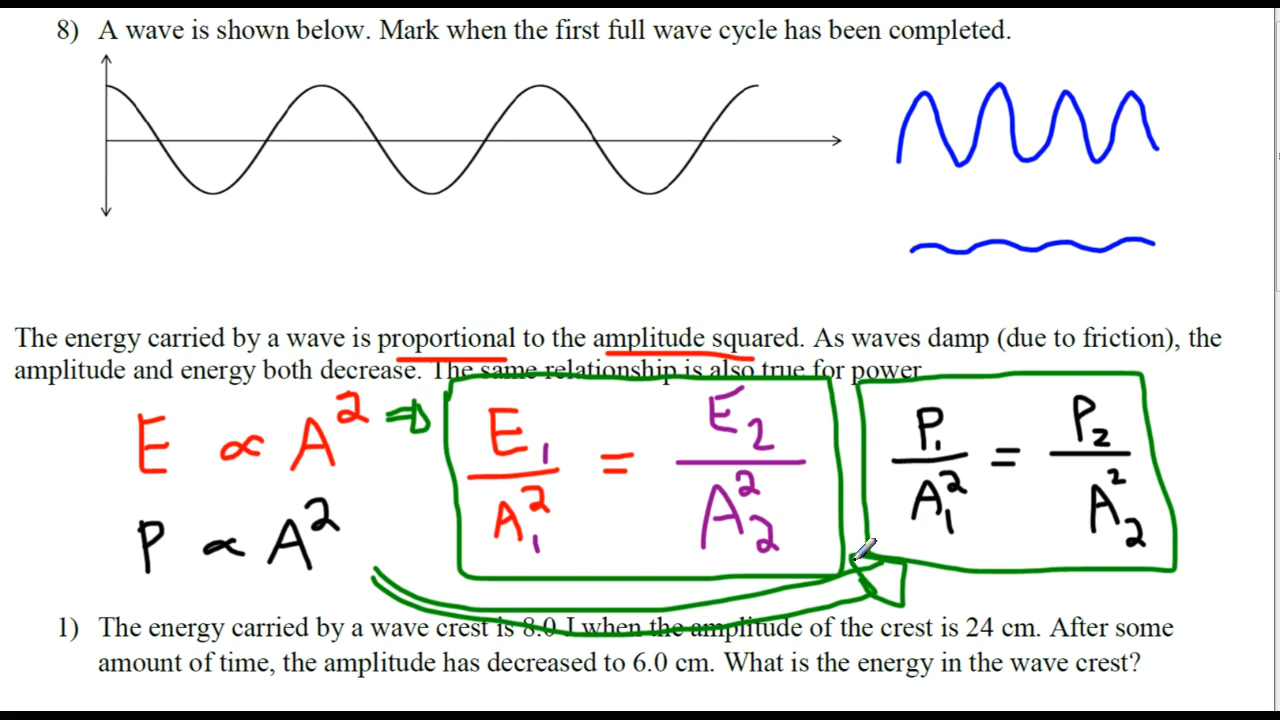 8) A wave is shown below. Mark when the first full wave cycle has been completed.
The energy carried by a wave is proportional to the amplitude squared. As waves damp (due to friction), the
amplitude and energy both decrease. The same relationship is also true for power
E ∝ A² ⇒ E₁/A₁² = E₂/A₂² P₁/A₁² = P₂/A₂²
P ∝ A²
1) The energy carried by a wave crest is 8.0 J when the amplitude of the crest is 24 cm. After some
amount of time, the amplitude has decreased to 6.0 cm. What is the energy in the wave crest?